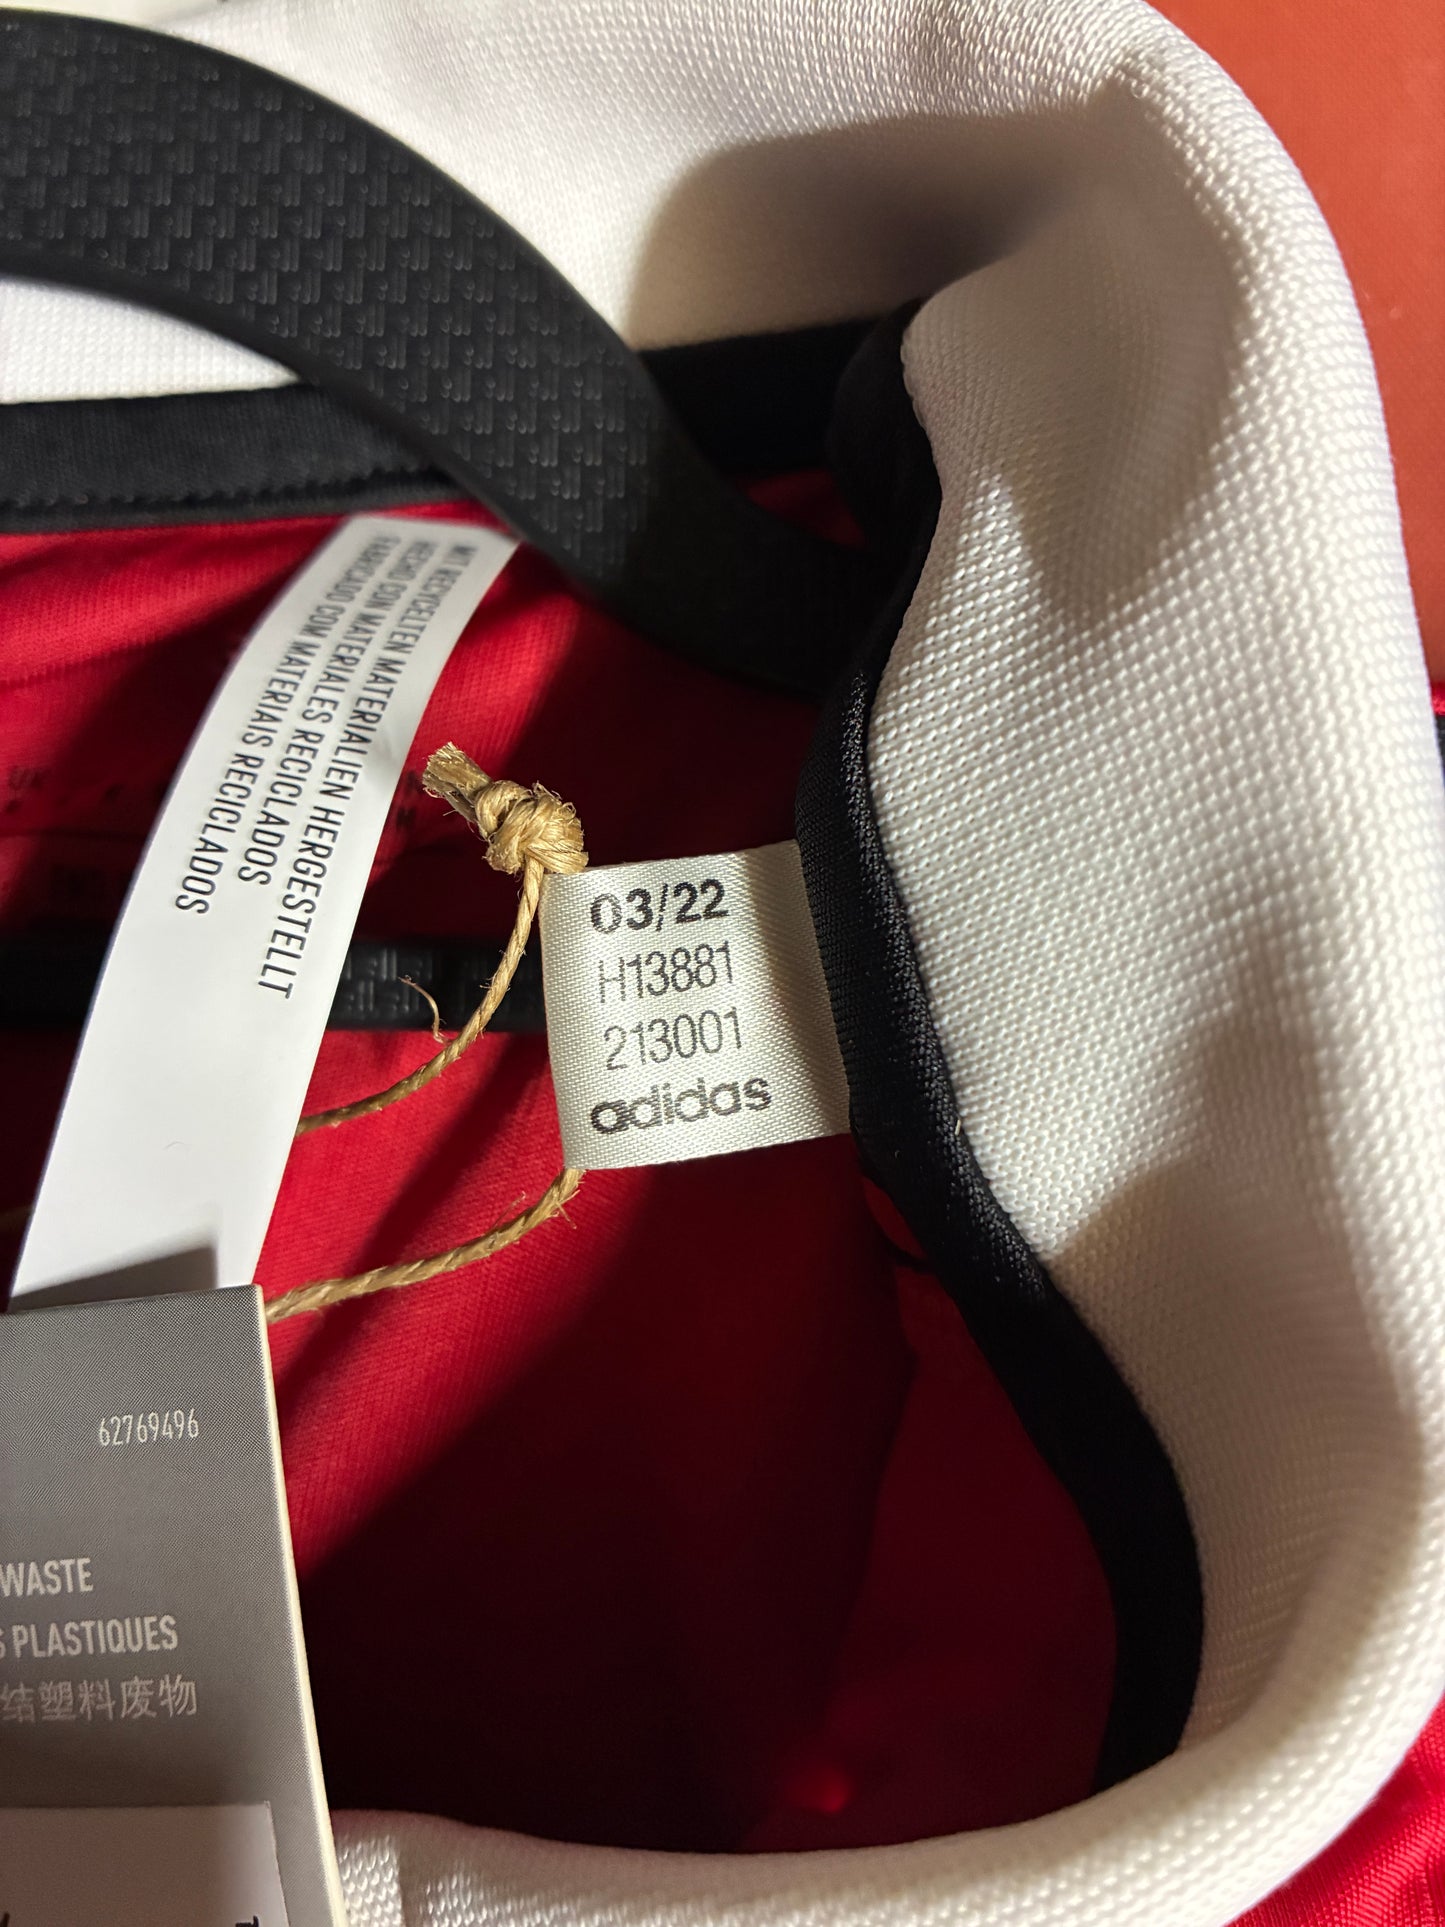 MIT RECYCELTEN MATERIALIEN HERGESTELLT
HECHO CON MATERIALES RECICLADOS
FABRICADO COM MATERIAIS RECICLADOS
03/22
H13881
213001
adidas
62769496
WASTE
PLASTIQUES
结塑料废物